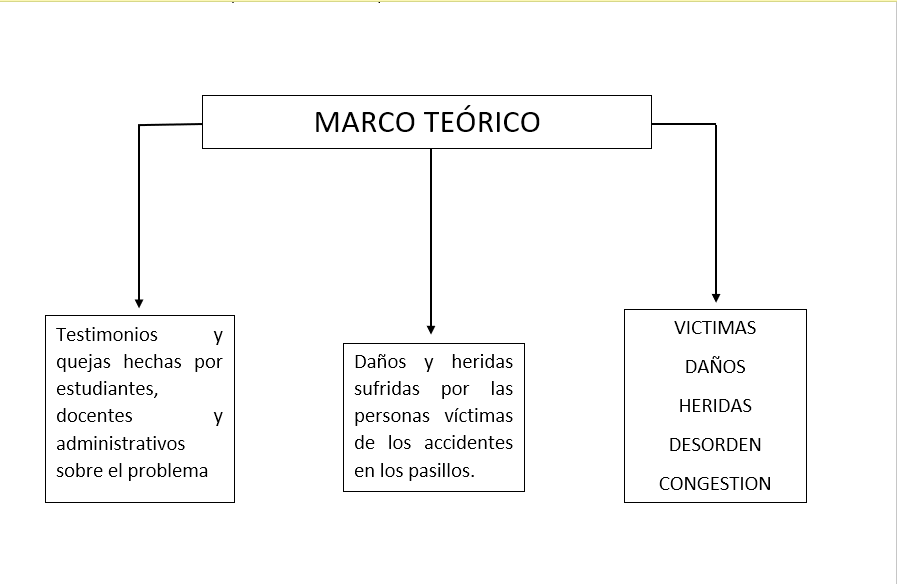 MARCO TEÓRICO
Testimonios y
quejas hechas por
estudiantes,
docentes y
administrativos
sobre el problema
Daños y heridas
sufridas por las
personas víctimas
de los accidentes
en los pasillos.
VICTIMAS
DAÑOS
HERIDAS
DESORDEN
CONGESTION